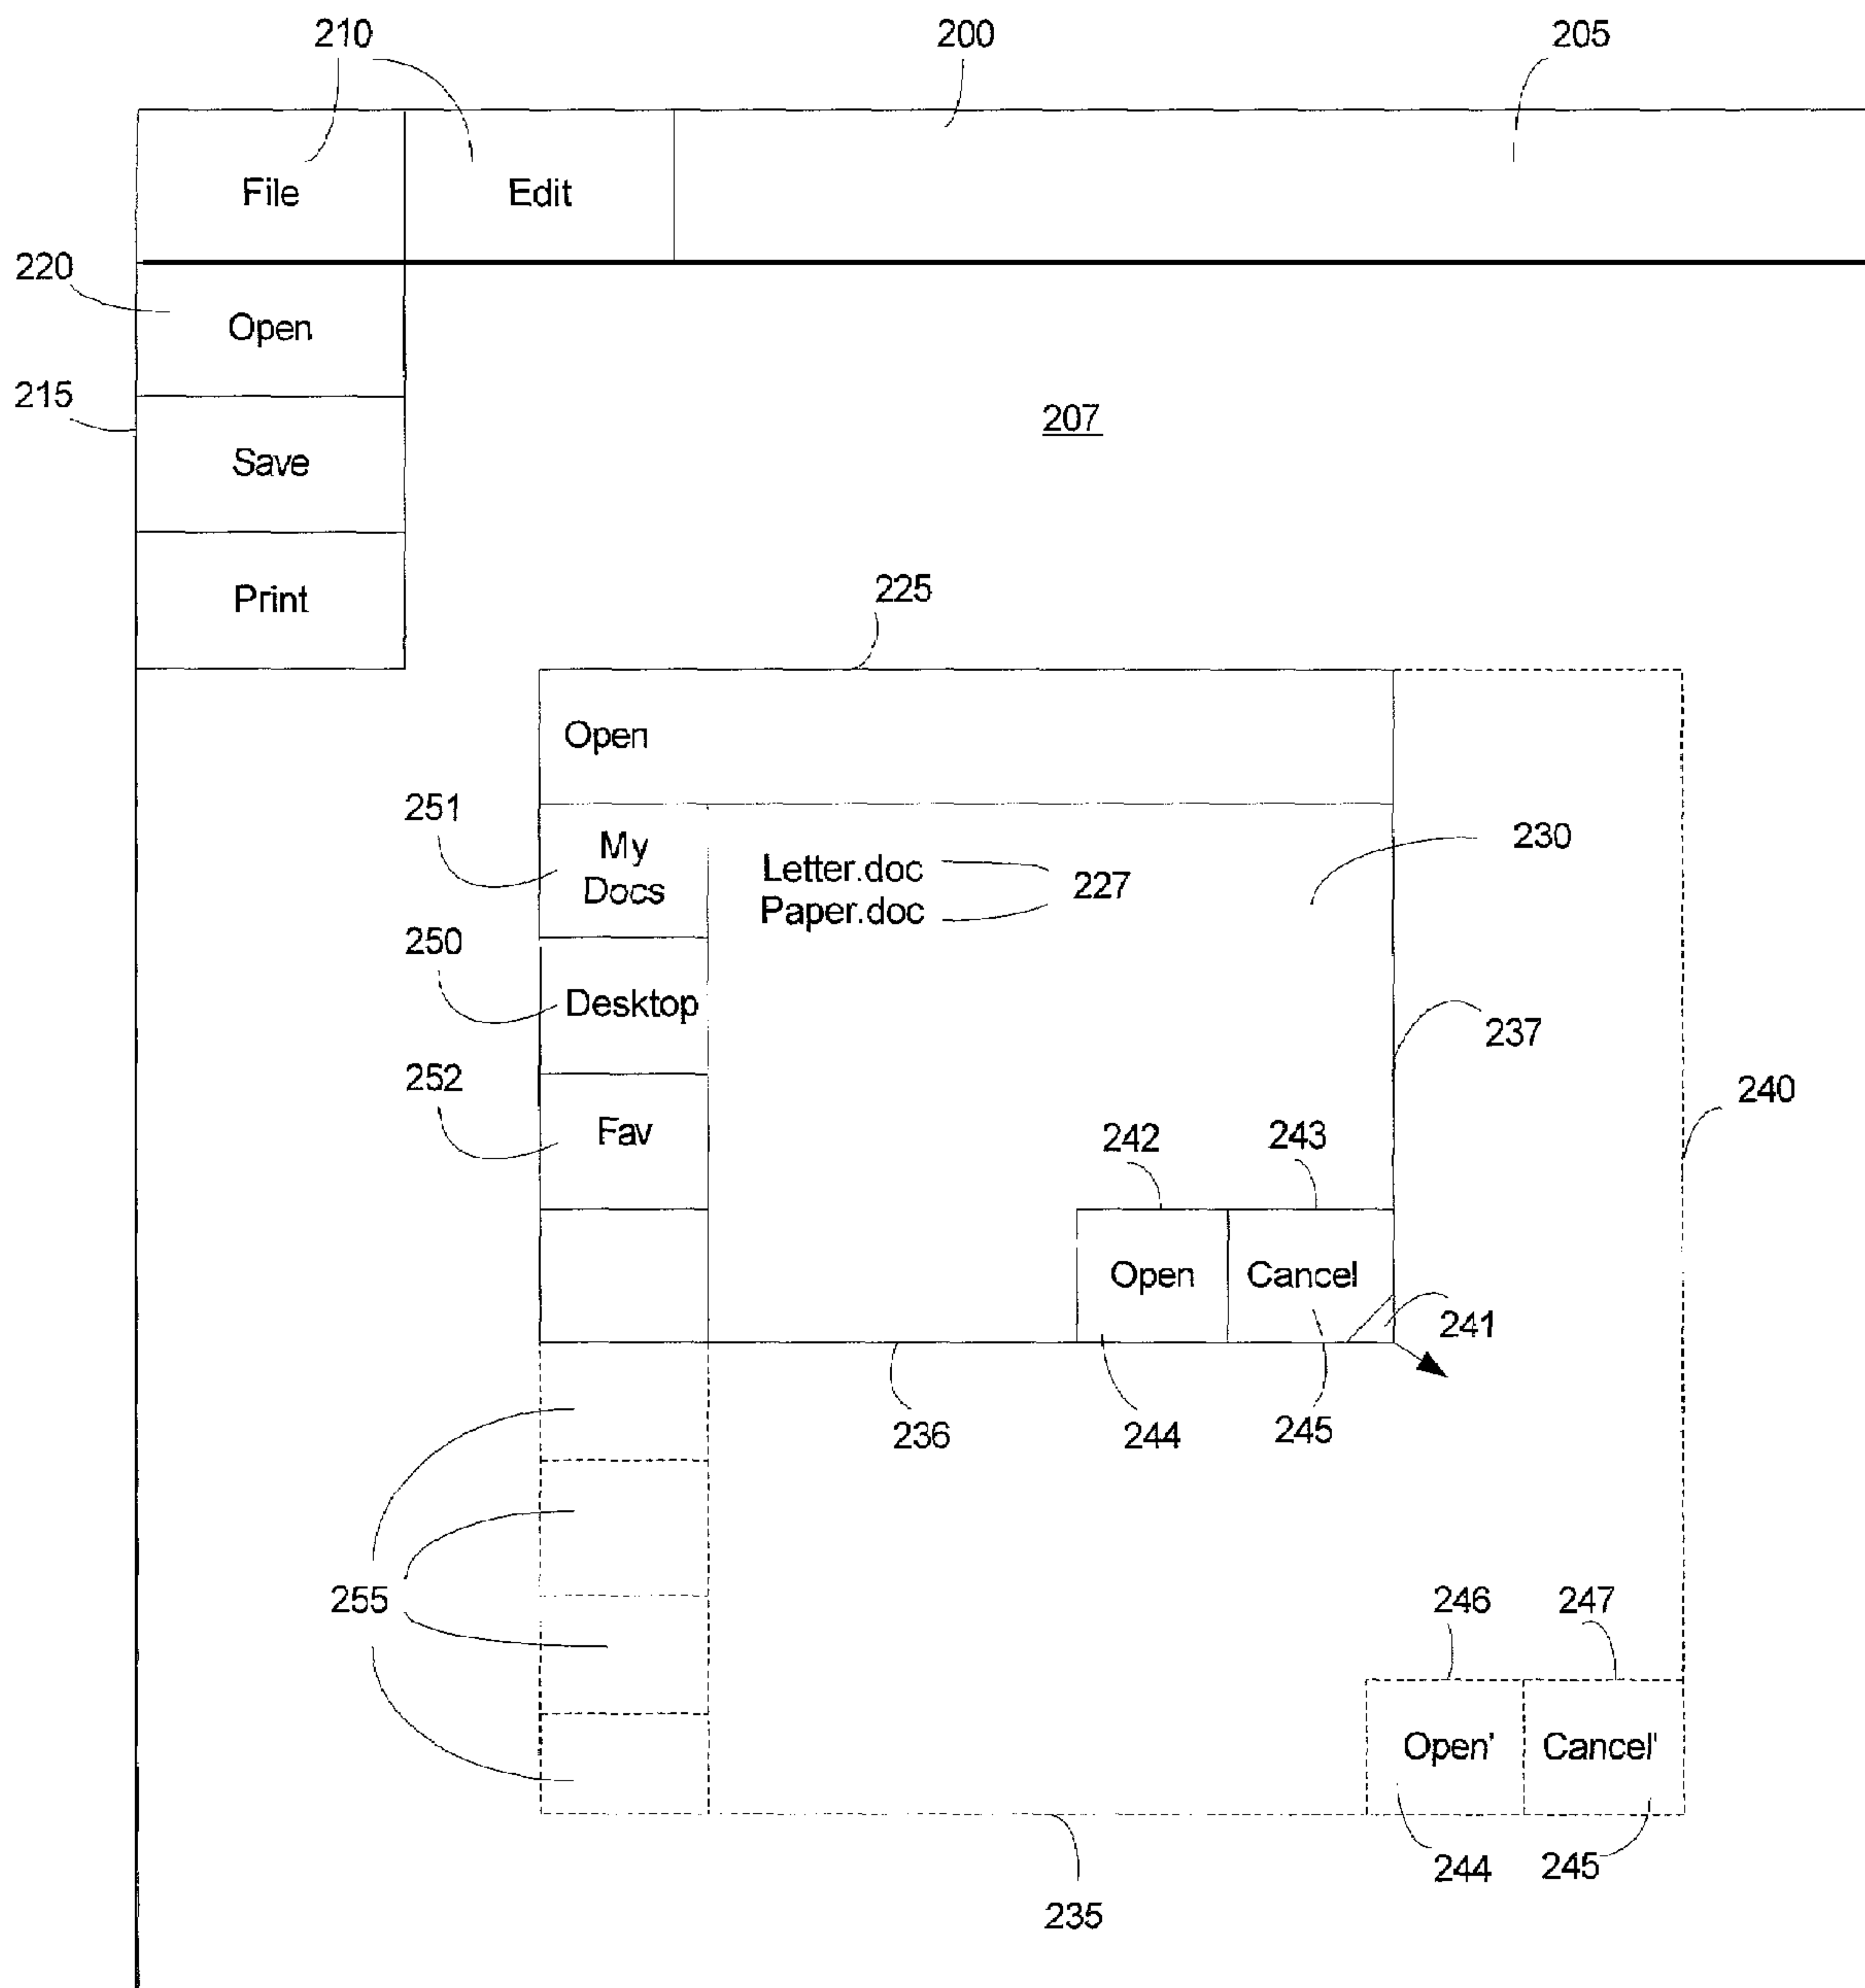 210 200 205
File Edit
220
Open
215
207
Save
Print
225
Open
251
My
Docs
230
Letter.doc
227
Paper.doc
250
Desktop
237
252
240
Fav
242 243
Open Cancel
241
236 244 245
255
246 247
Open' Cancel'
244 245
235